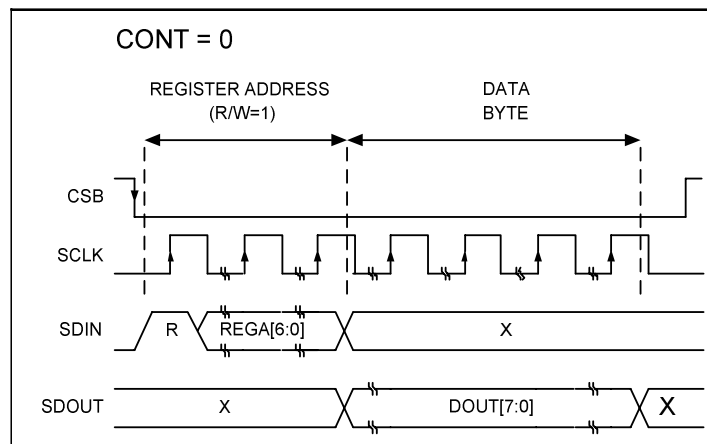 CONT = 0
REGISTER ADDRESS
(R/W=1)
DATA
BYTE
CSB
SCLK
SDIN
R
REGA[6:0]
X
SDOUT
X
DOUT[7:0]
X